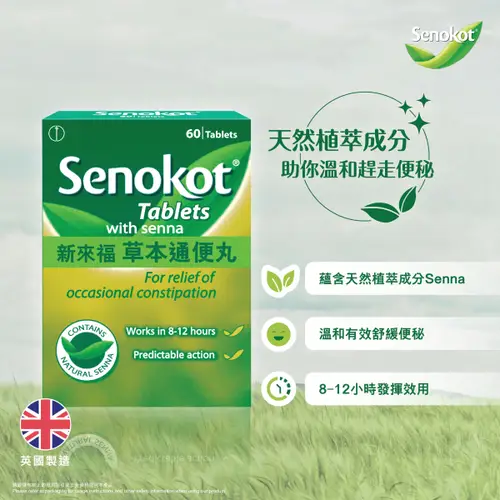 Senokot
60 Tablets
Senokot®
Tablets
with senna
新來福 草本通便丸
For relief of
occasional constipation
CONTAINS
NATURAL SENNA
Works in 8-12 hours
Predictable action
天然植萃成分
助你溫和趕走便秘
蘊含天然植萃成分Senna
溫和有效舒緩便秘
8-12小時發揮效用
英國製造